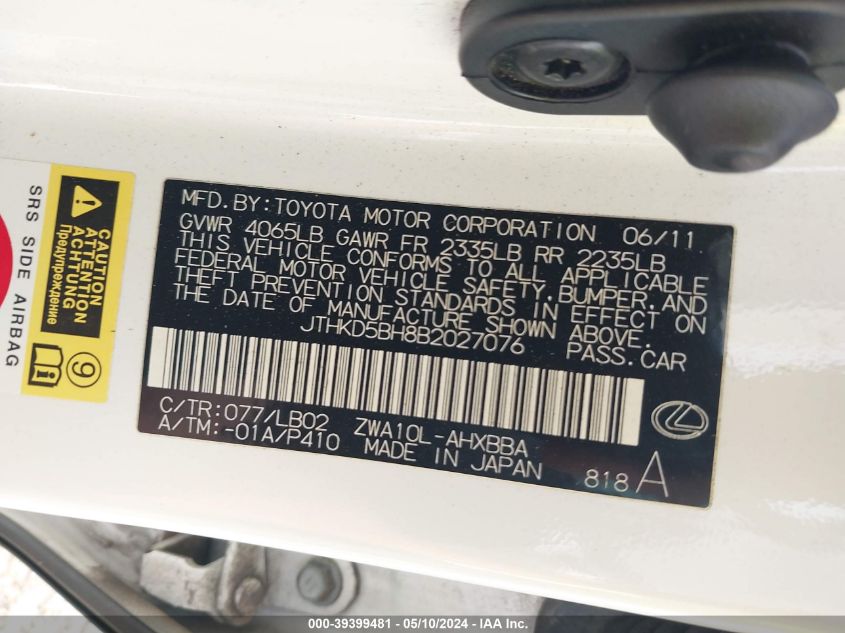 MFD.BY:TOYOTA MOTOR CORPORATION 06/11
GVWR 4065LB GAWR FR 2335LB RR 2235LB
THIS VEHICLE CONFORMS TO ALL APPLICABLE
FEDERAL MOTOR VEHICLE SAFETY,BUMPER,AND
THEFT PREVENTION STANDARDS IN EFFECT ON
THE DATE OF MANUFACTURE SHOWN ABOVE.
JTHKD5BH8B2027076 PASS.CAR
C/TR:077/LB02 ZWA10L-AHXBBA
A/TM:-01A/P410 MADE IN JAPAN 818A
SRS SIDE AIRBAG
CAUTION
ATTENTION
ACHTUNG
Предупреждение
9
000-39399481 - 05/10/2024 - IAA Inc.